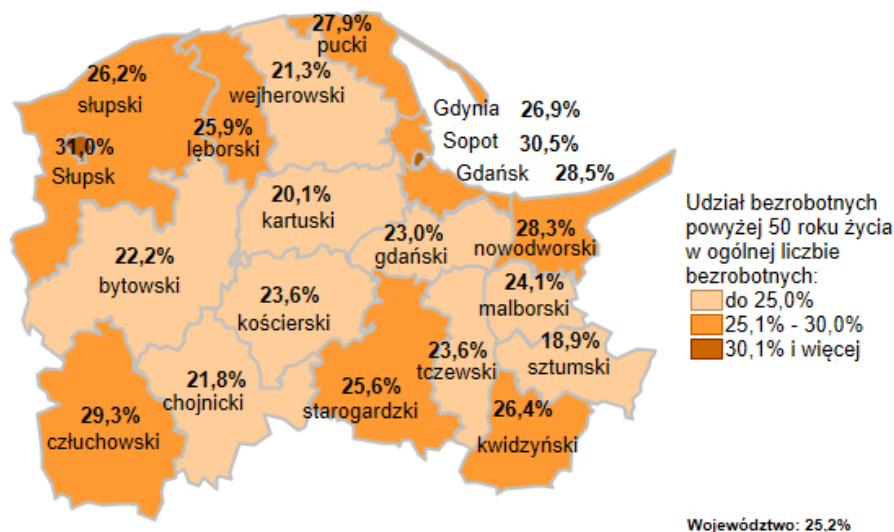 27,9%
pucki
26,2%
słupski
21,3%
wejherowski
Gdynia 26,9%
25,9%
lęborski
31,0%
Słupsk
Sopot 30,5%
Gdańsk 28,5%
20,1%
kartuski
23,0%
gdański
28,3%
nowodworski
22,2%
bytowski
24,1%
malborski
23,6%
kościerski
18,9%
sztumski
23,6%
tczewski
21,8%
chojnicki
25,6%
starogardzki
29,3%
człuchowski
26,4%
kwidzyński
Udział bezrobotnych
powyżej 50 roku życia
w ogólnej liczbie
bezrobotnych:
do 25,0%
25,1% - 30,0%
30,1% i więcej
Województwo: 25,2%